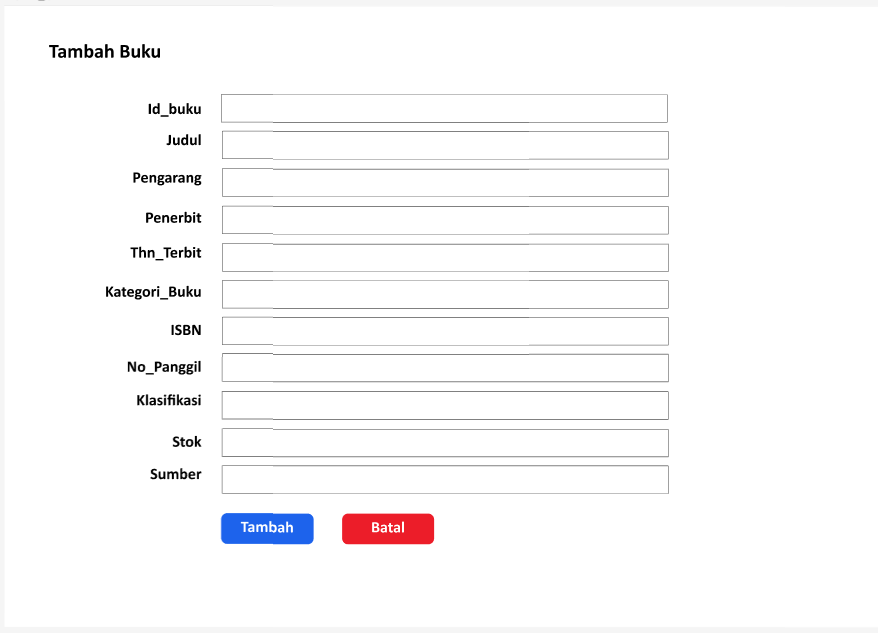 Tambah Buku
Id_buku
Judul
Pengarang
Penerbit
Thn_Terbit
Kategori_Buku
ISBN
No_Panggil
Klasifikasi
Stok
Sumber
Tambah Batal